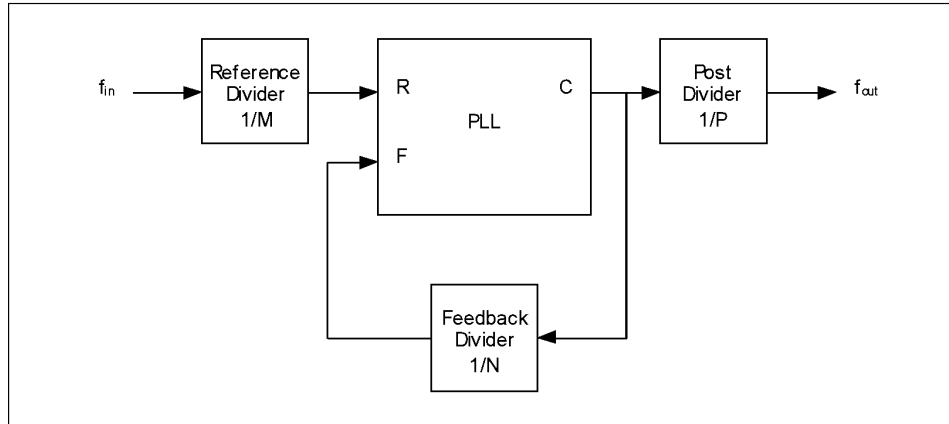 fin
Reference
Divider
1/M
R
C
PLL
F
Post
Divider
1/P
fout
Feedback
Divider
1/N